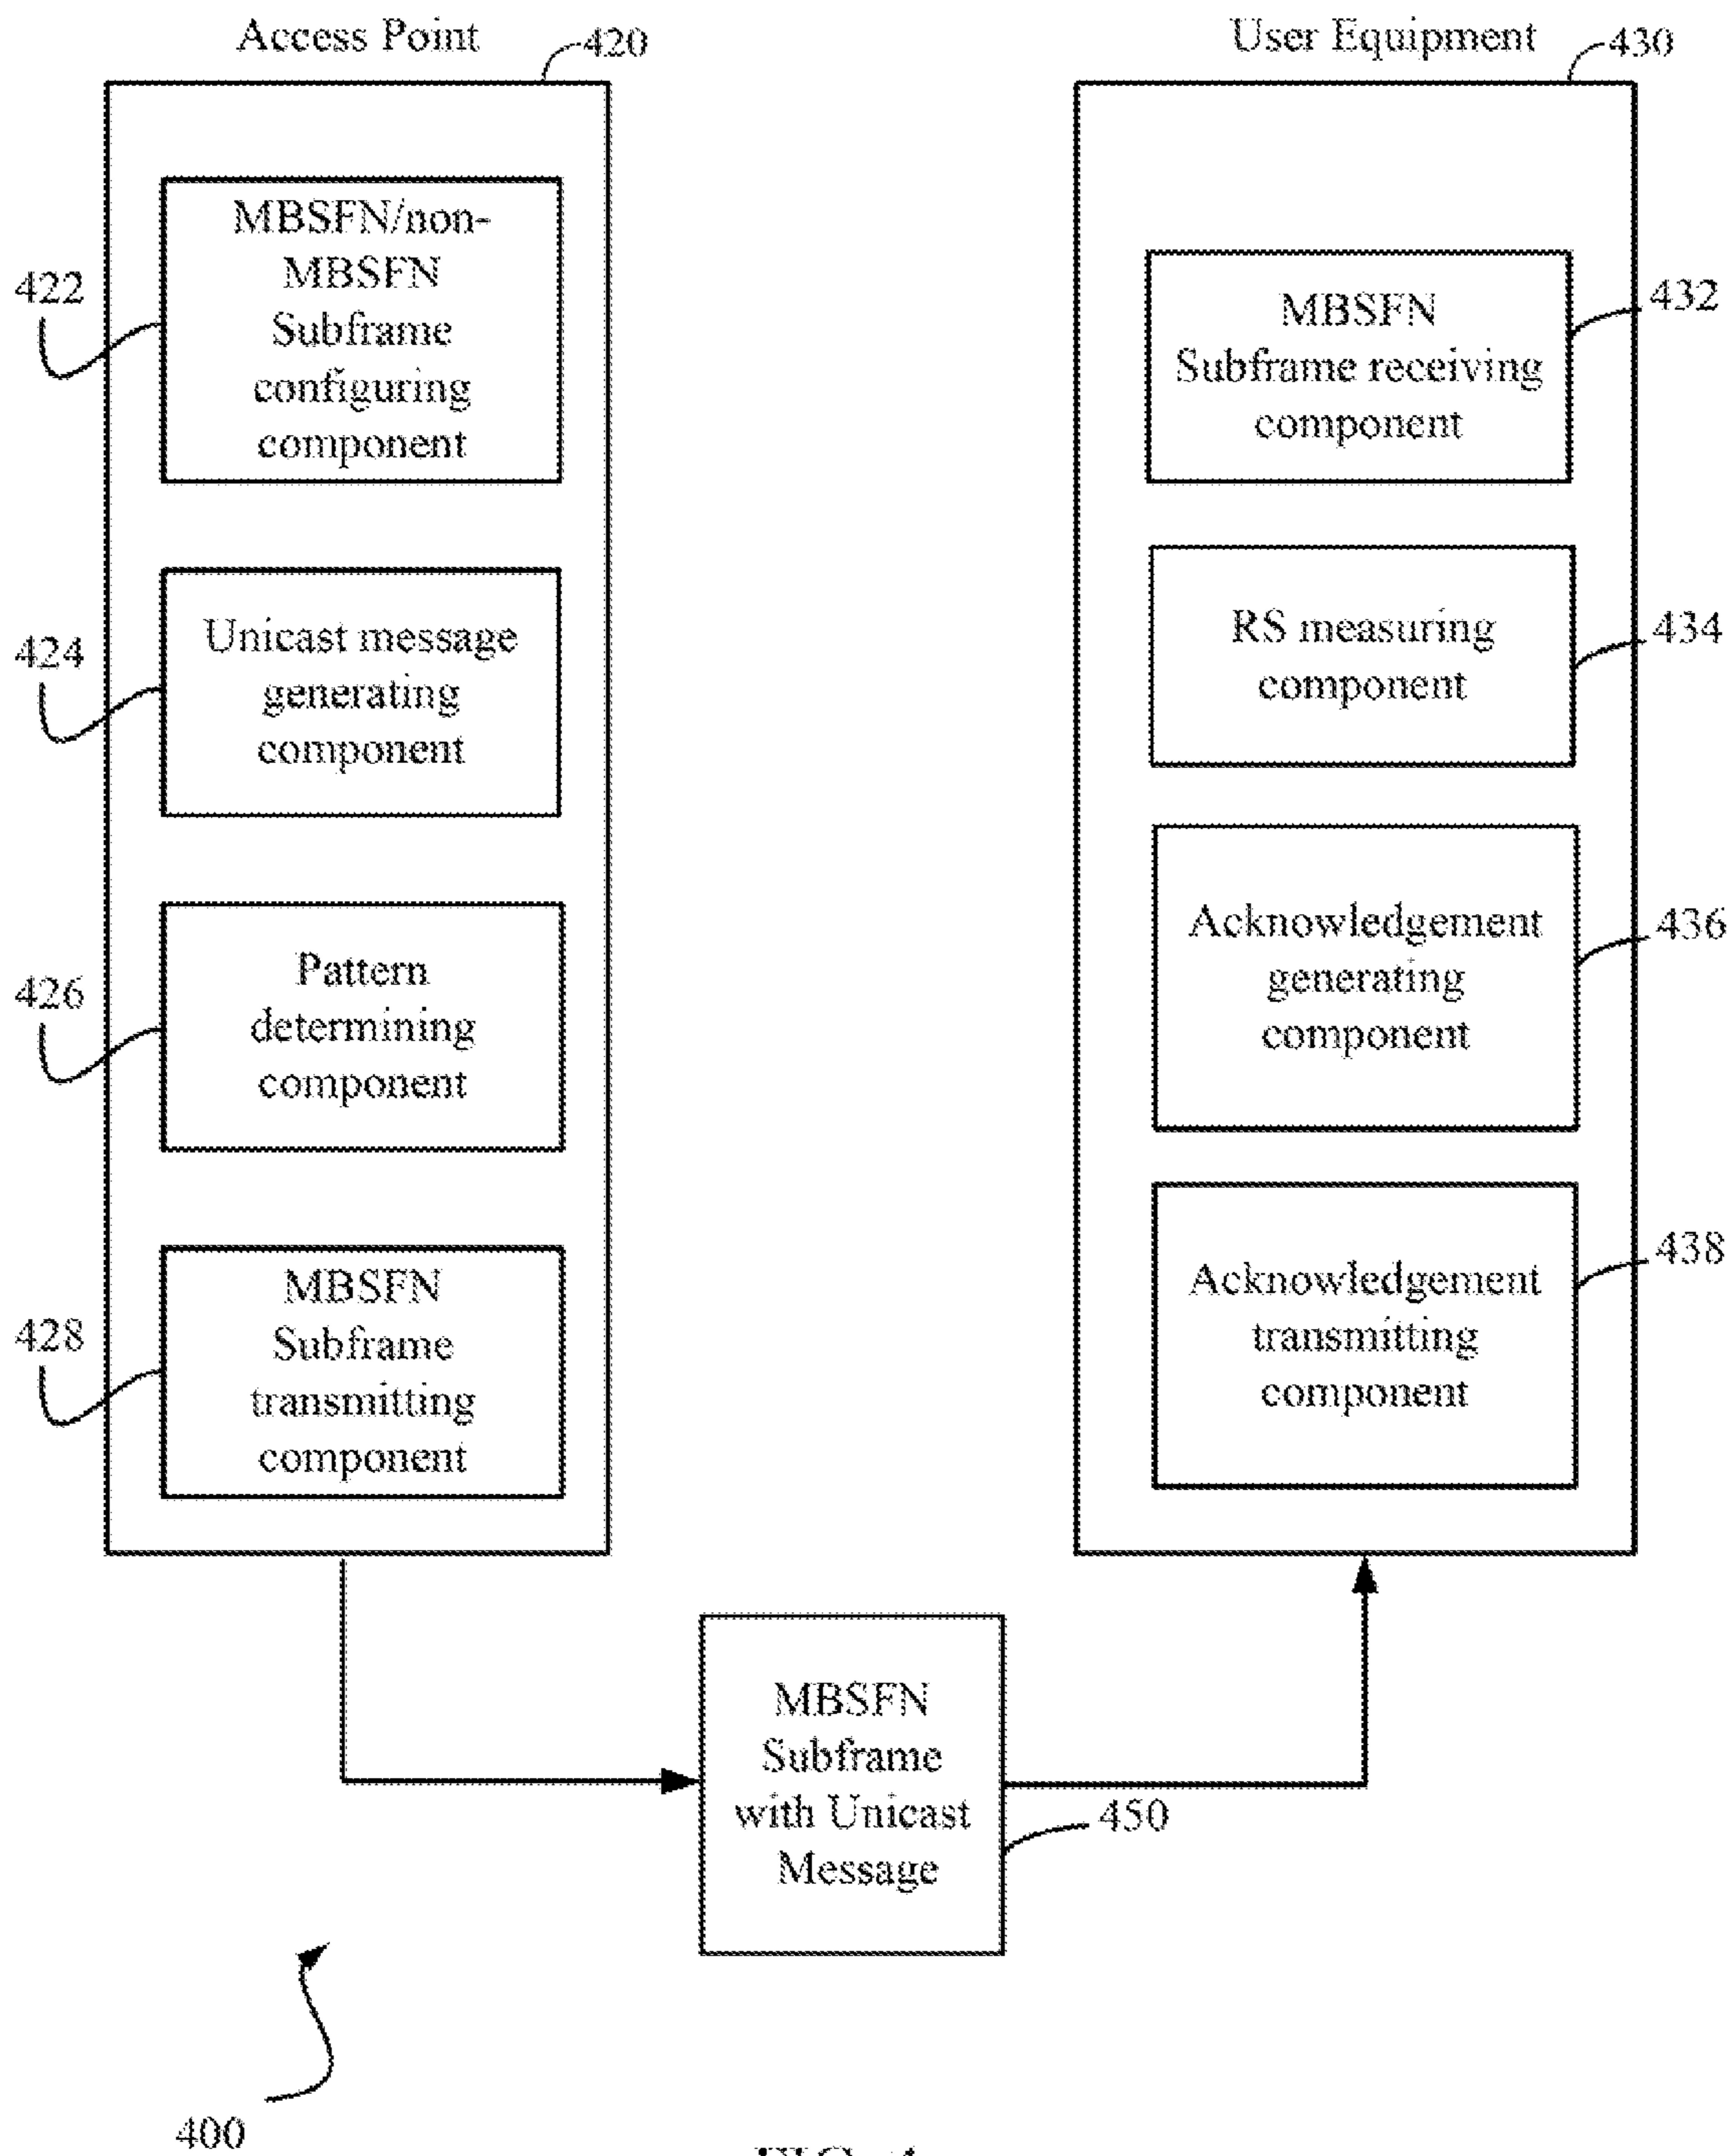 Access Point
420
MBSFN/non-
MBSFN
Subframe
configuring
component
422
Unicast message
generating
component
424
Pattern
determining
component
426
MBSFN
Subframe
transmitting
component
428
User Equipment
430
MBSFN
Subframe receiving
component
432
RS measuring
component
434
Acknowledgement
generating
component
436
Acknowledgement
transmitting
component
438
MBSFN
Subframe
with Unicast
Message
450
400